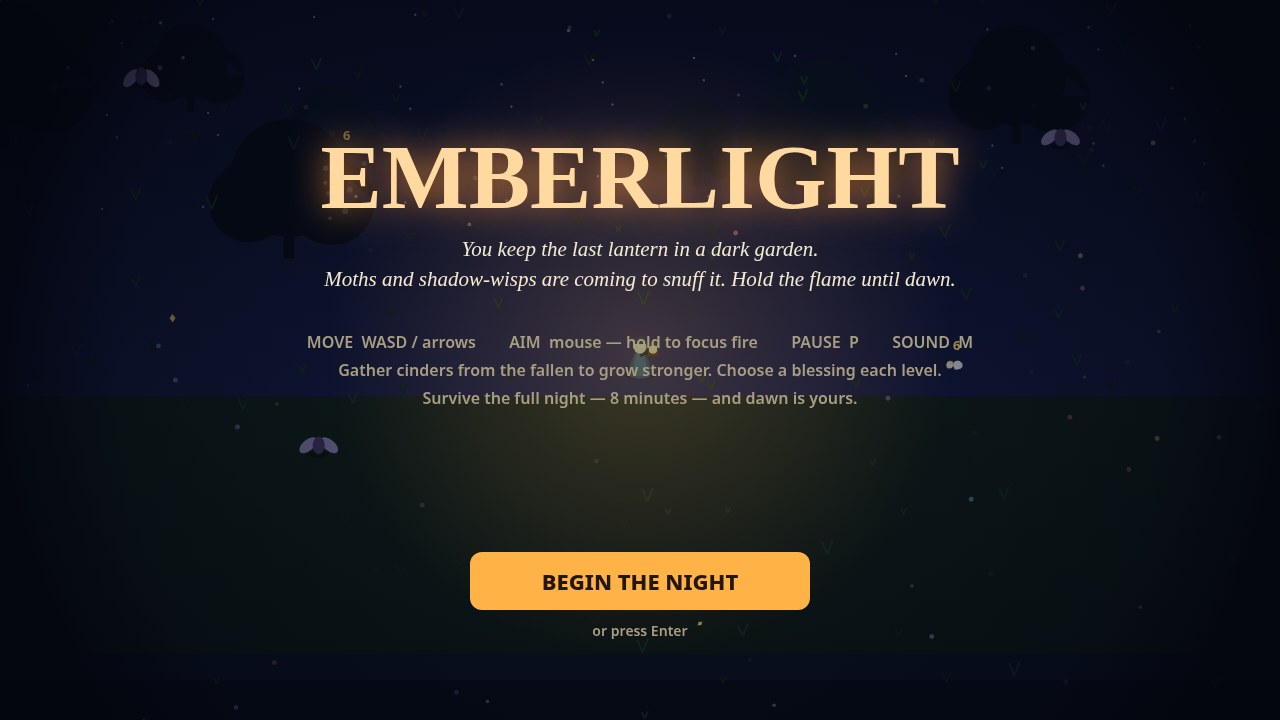 6
EMBERLIGHT
You keep the last lantern in a dark garden.
Moths and shadow-wisps are coming to snuff it. Hold the flame until dawn.
MOVE WASD / arrows AIM mouse — hold to focus fire PAUSE P SOUND M
6
Gather cinders from the fallen to grow stronger. Choose a blessing each level.
Survive the full night — 8 minutes — and dawn is yours.
BEGIN THE NIGHT
or press Enter